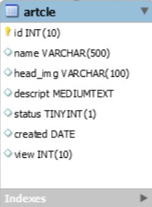 artcle
id INT(10)
name VARCHAR(500)
head_img VARCHAR(100)
descript MEDIUMTEXT
status TINYINT(1)
created DATE
view INT(10)
Indexes